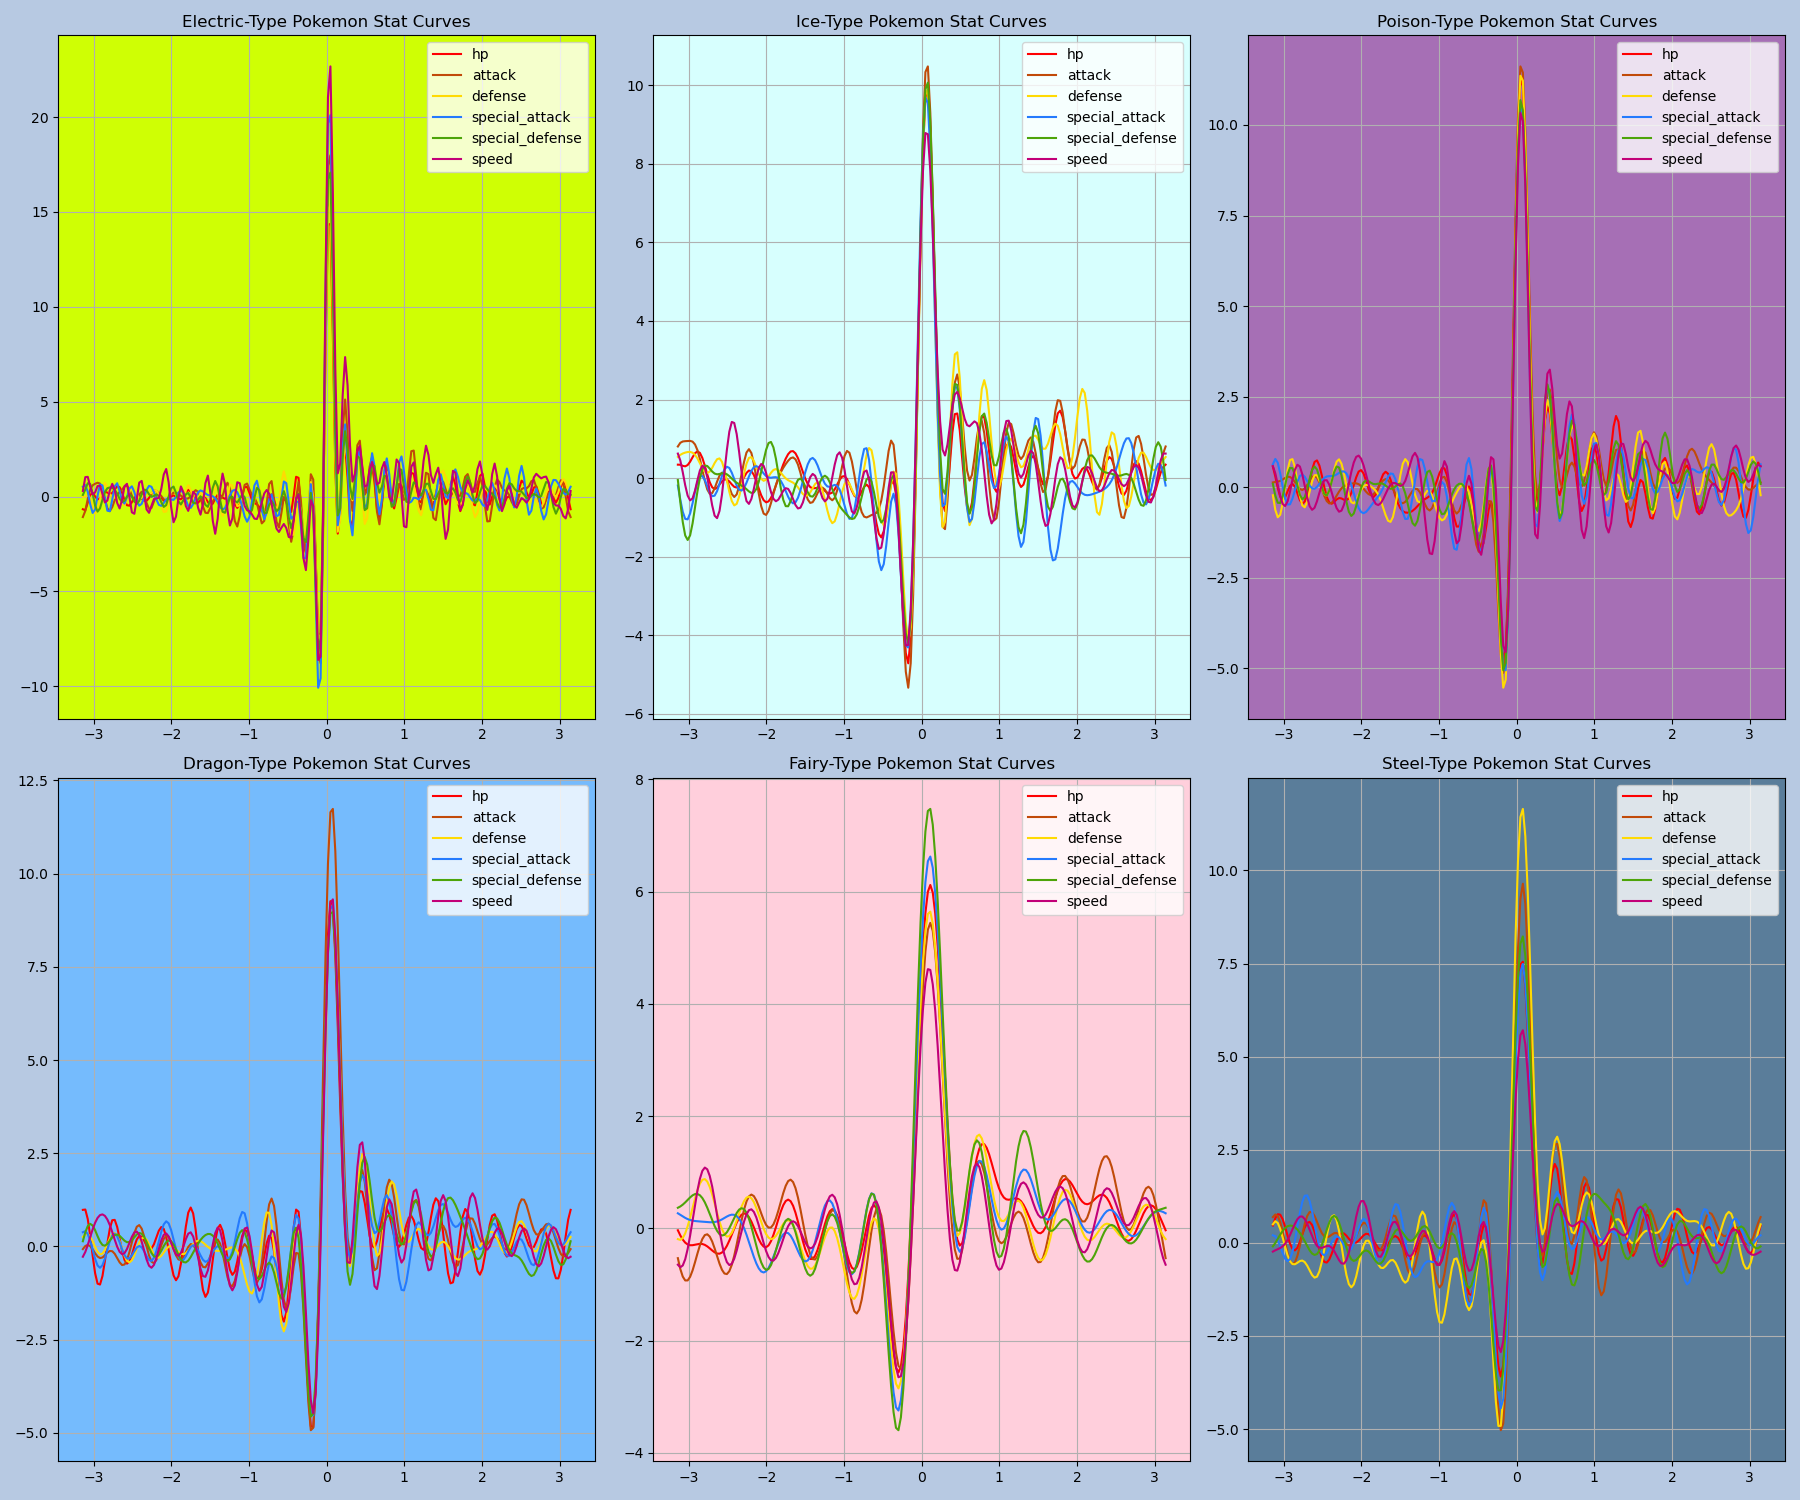 Electric-Type Pokemon Stat Curves
hp
attack
defense
special_attack
special_defense
speed
20
15
10
5
0
−5
−10
−3 −2 −1 0 1 2 3
Ice-Type Pokemon Stat Curves
hp
attack
defense
special_attack
special_defense
speed
10
8
6
4
2
0
−2
−4
−6
−3 −2 −1 0 1 2 3
Poison-Type Pokemon Stat Curves
hp
attack
defense
special_attack
special_defense
speed
10.0
7.5
5.0
2.5
0.0
−2.5
−5.0
−3 −2 −1 0 1 2 3
Dragon-Type Pokemon Stat Curves
hp
attack
defense
special_attack
special_defense
speed
12.5
10.0
7.5
5.0
2.5
0.0
−2.5
−5.0
−3 −2 −1 0 1 2 3
Fairy-Type Pokemon Stat Curves
hp
attack
defense
special_attack
special_defense
speed
8
6
4
2
0
−2
−4
−3 −2 −1 0 1 2 3
Steel-Type Pokemon Stat Curves
hp
attack
defense
special_attack
special_defense
speed
10.0
7.5
5.0
2.5
0.0
−2.5
−5.0
−3 −2 −1 0 1 2 3